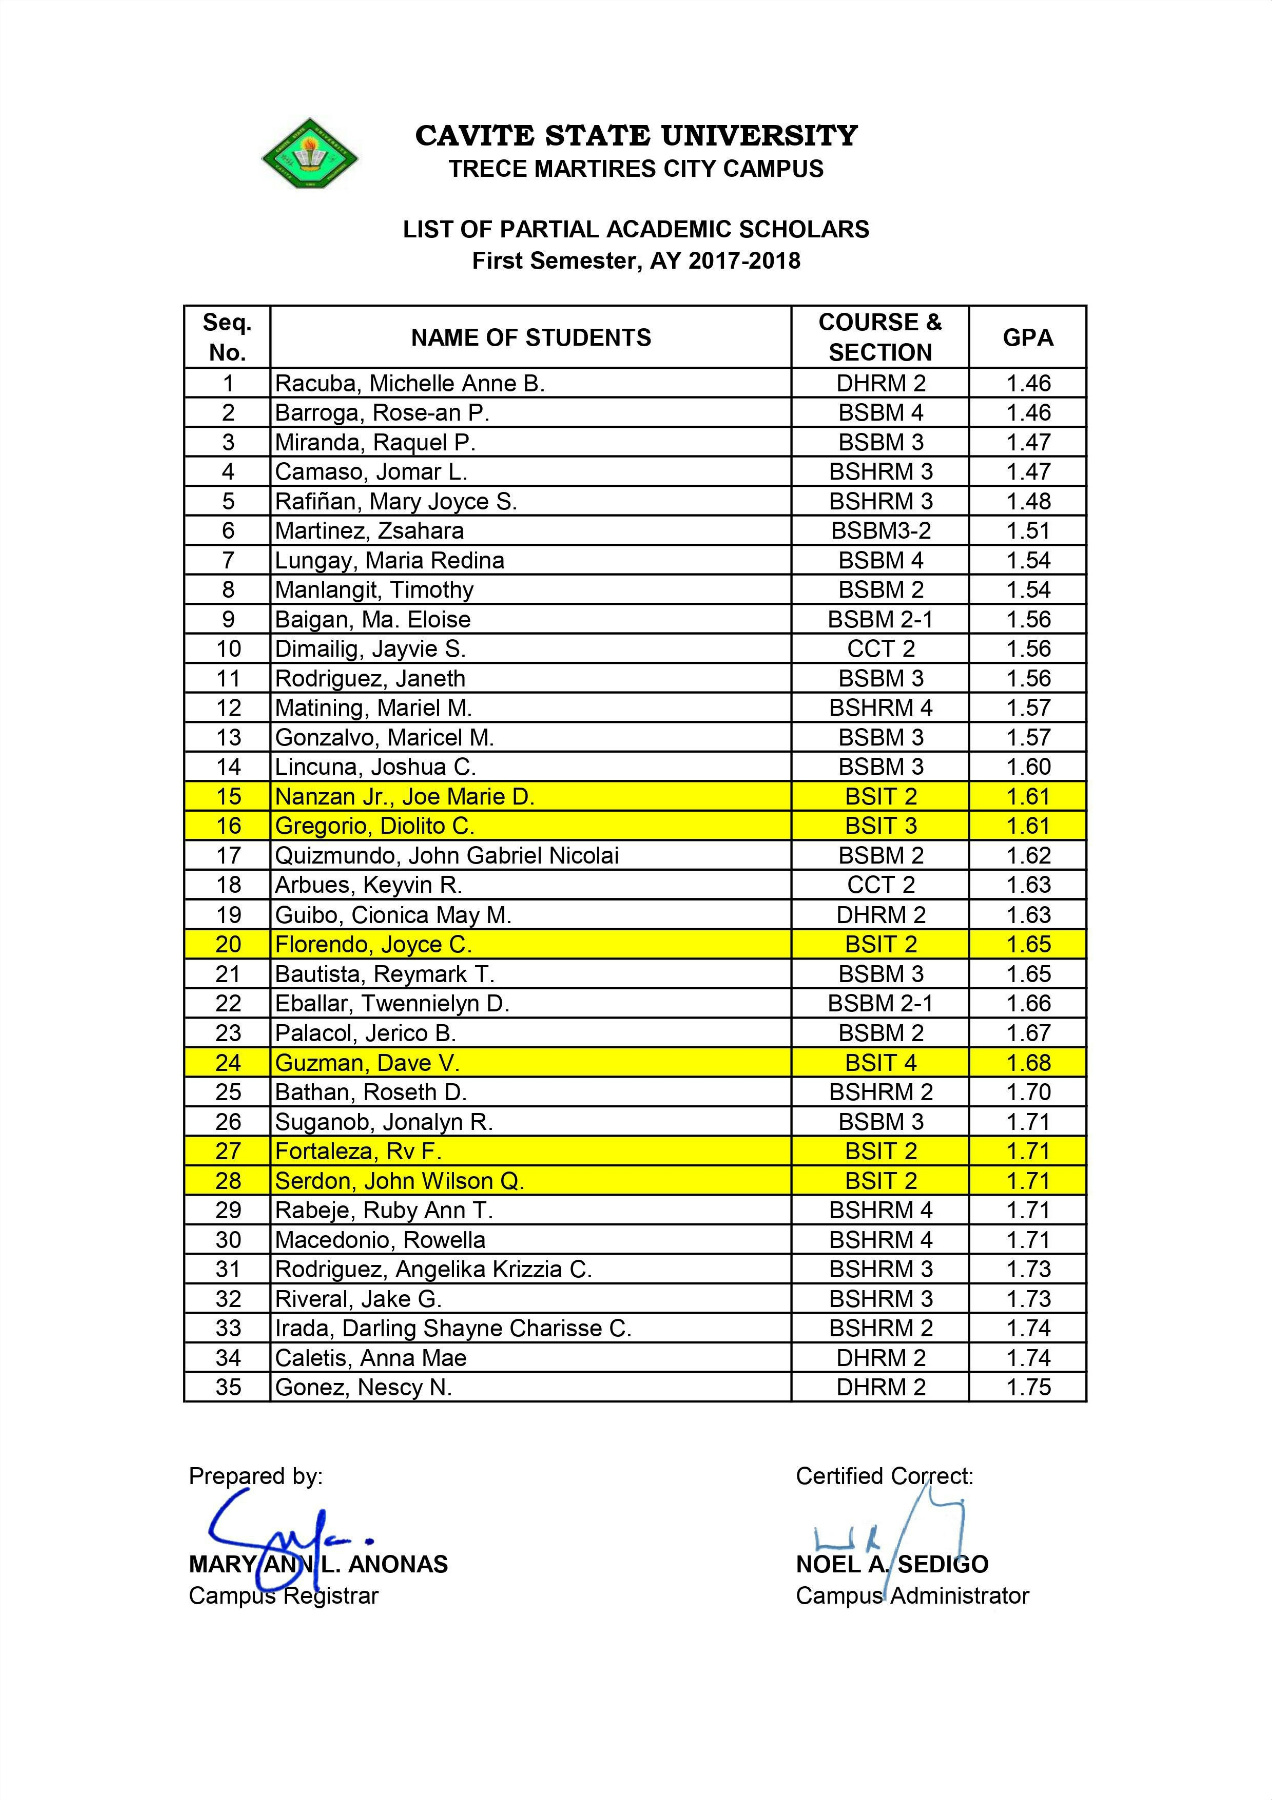 CAVITE STATE UNIVERSITY
TRECE MARTIRES CITY CAMPUS
LIST OF PARTIAL ACADEMIC SCHOLARS
First Semester, AY 2017-2018
Seq. No. NAME OF STUDENTS COURSE & SECTION GPA
1 Racuba, Michelle Anne B. DHRM 2 1.46
2 Barroga, Rose-an P. BSBM 4 1.46
3 Miranda, Raquel P. BSBM 3 1.47
4 Camaso, Jomar L. BSHRM 3 1.47
5 Rafiñan, Mary Joyce S. BSHRM 3 1.48
6 Martinez, Zsahara BSBM3-2 1.51
7 Lungay, Maria Redina BSBM 4 1.54
8 Manlangit, Timothy BSBM 2 1.54
9 Baigan, Ma. Eloise BSBM 2-1 1.56
10 Dimailig, Jayvie S. CCT 2 1.56
11 Rodriguez, Janeth BSBM 3 1.56
12 Matining, Mariel M. BSHRM 4 1.57
13 Gonzalvo, Maricel M. BSBM 3 1.57
14 Lincuna, Joshua C. BSBM 3 1.60
15 Nanzan Jr., Joe Marie D. BSIT 2 1.61
16 Gregorio, Diolito C. BSIT 3 1.61
17 Quizmundo, John Gabriel Nicolai BSBM 2 1.62
18 Arbues, Keyvin R. CCT 2 1.63
19 Guibo, Cionica May M. DHRM 2 1.63
20 Florendo, Joyce C. BSIT 2 1.65
21 Bautista, Reymark T. BSBM 3 1.65
22 Eballar, Twennielyn D. BSBM 2-1 1.66
23 Palacol, Jerico B. BSBM 2 1.67
24 Guzman, Dave V. BSIT 4 1.68
25 Bathan, Roseth D. BSHRM 2 1.70
26 Suganob, Jonalyn R. BSBM 3 1.71
27 Fortaleza, Rv F. BSIT 2 1.71
28 Serdon, John Wilson Q. BSIT 2 1.71
29 Rabeje, Ruby Ann T. BSHRM 4 1.71
30 Macedonio, Rowella BSHRM 4 1.71
31 Rodriguez, Angelika Krizzia C. BSHRM 3 1.73
32 Riveral, Jake G. BSHRM 3 1.73
33 Irada, Darling Shayne Charisse C. BSHRM 2 1.74
34 Caletis, Anna Mae DHRM 2 1.74
35 Gonez, Nescy N. DHRM 2 1.75
Prepared by: Certified Correct:
MARY ANN L. ANONAS NOEL A. SEDIGO
Campus Registrar Campus Administrator